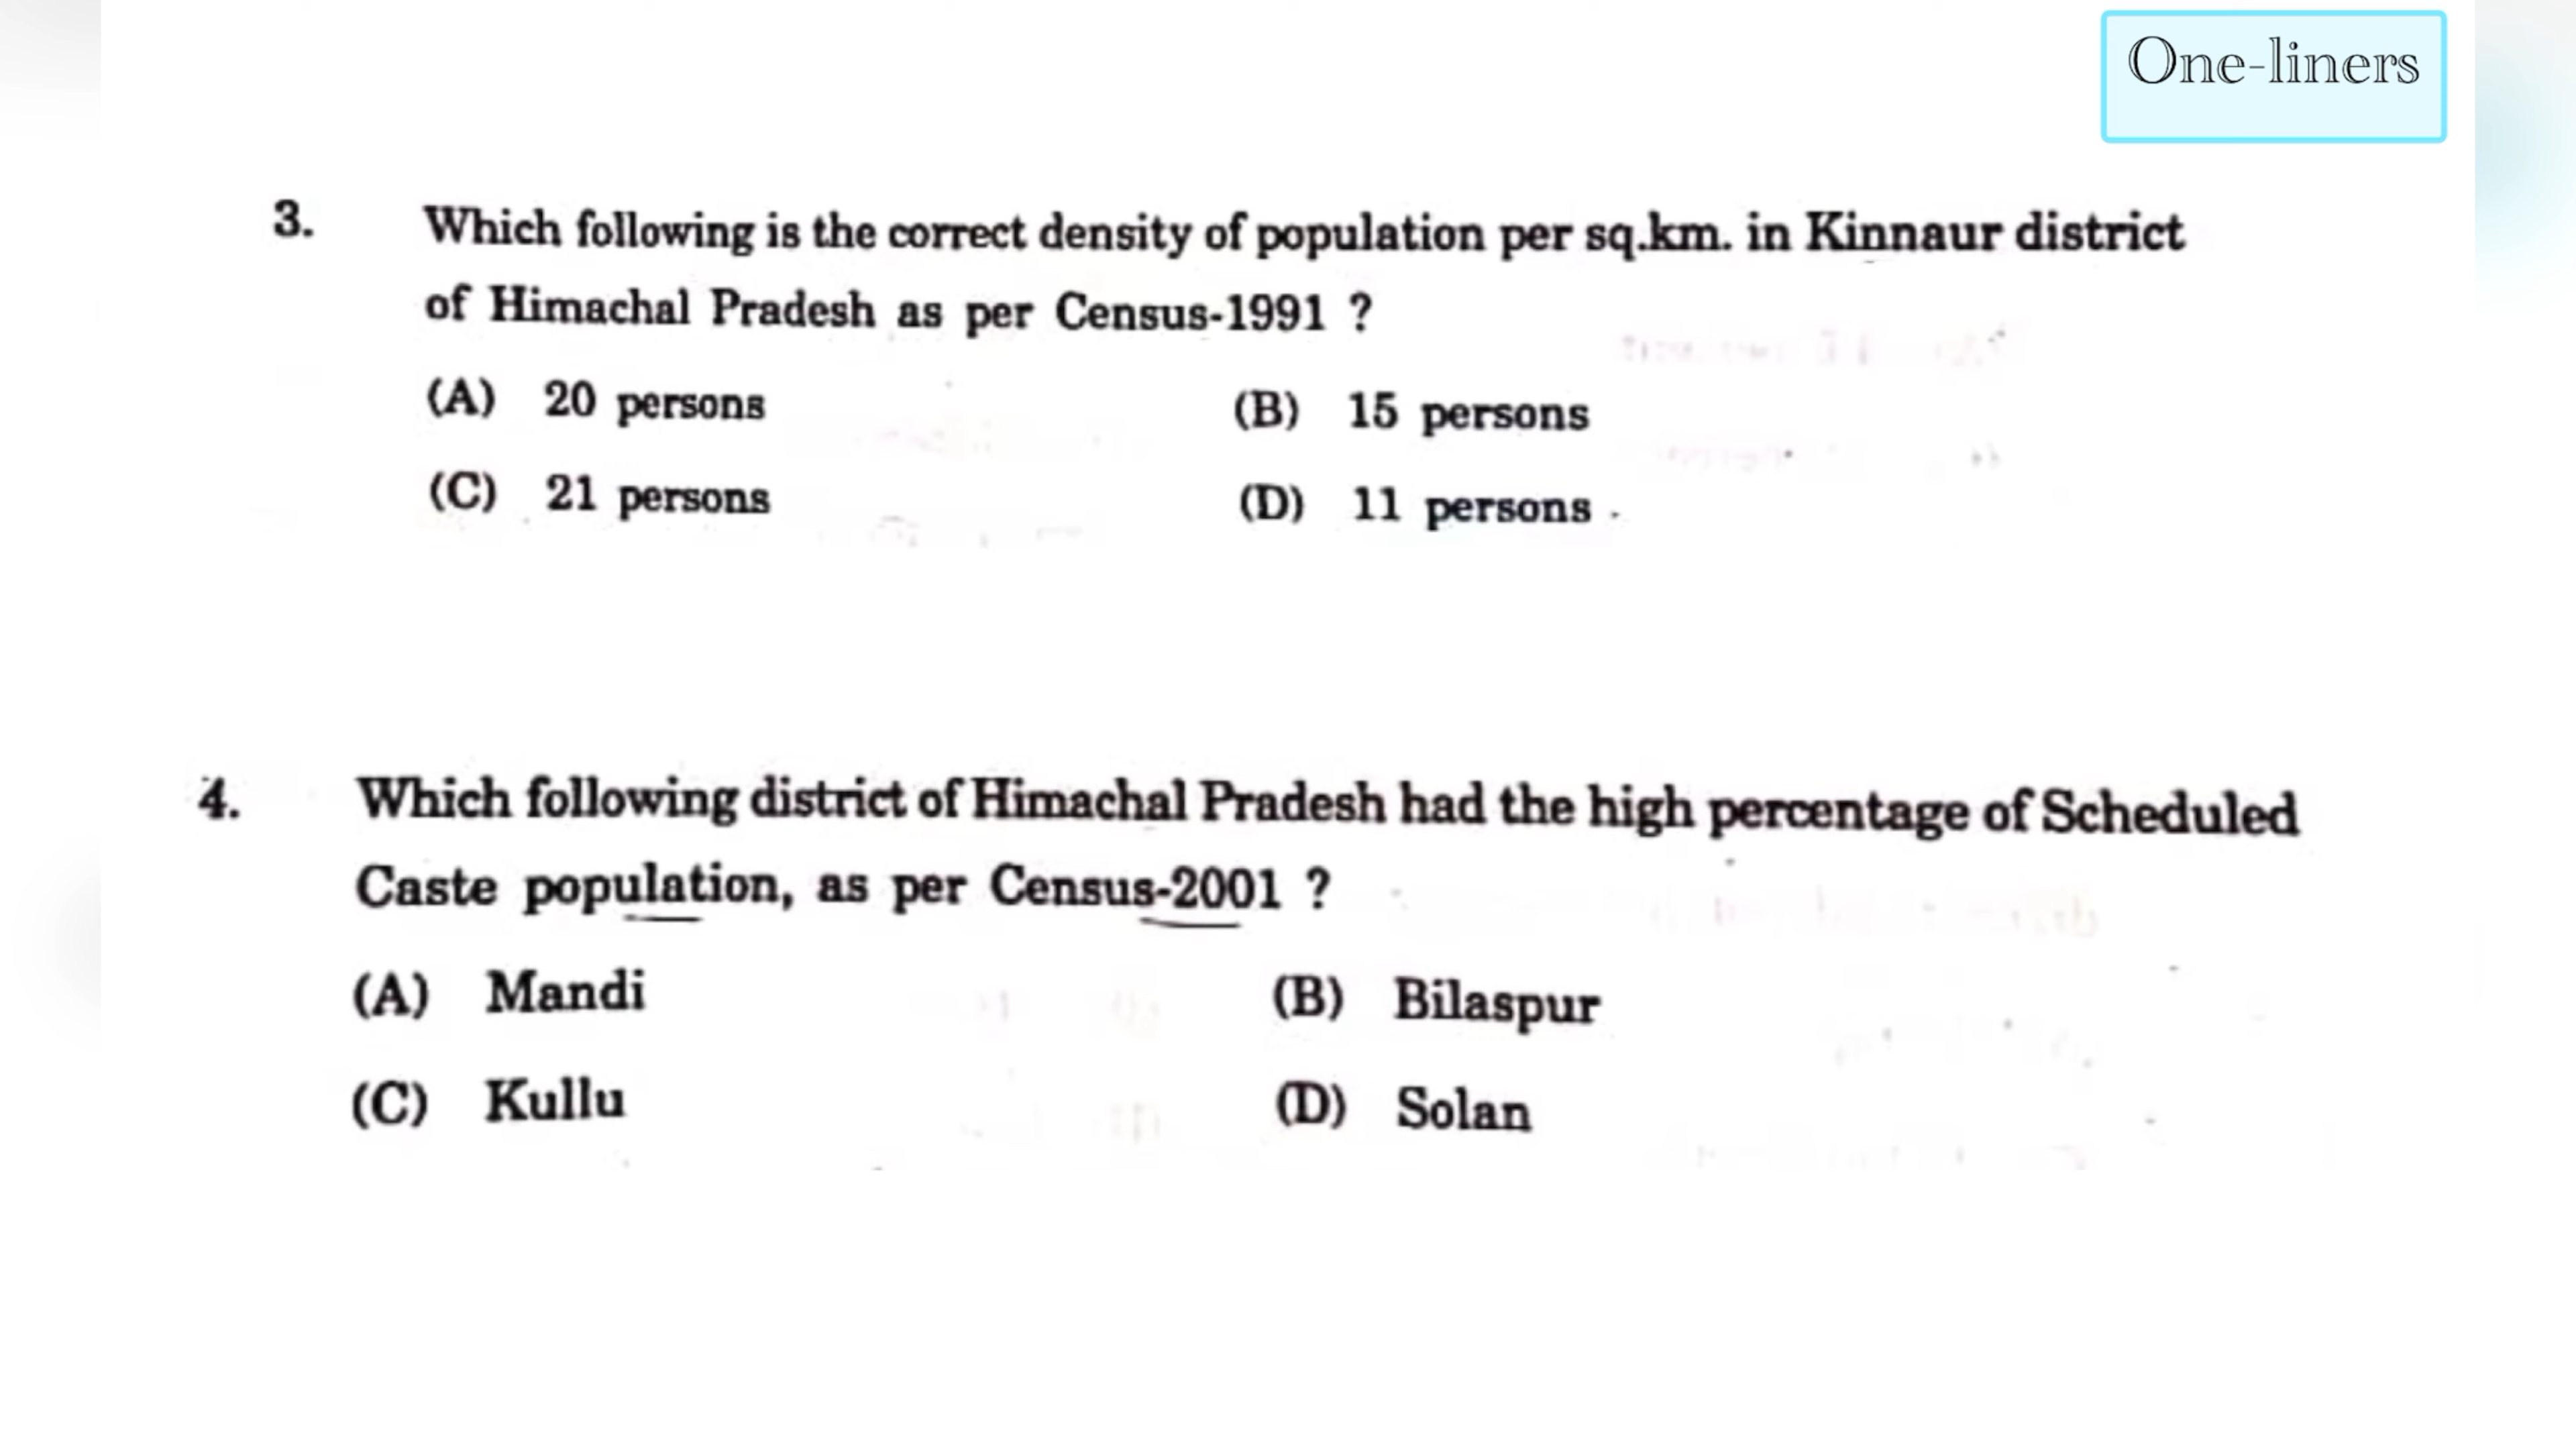 One-liners
3. Which following is the correct density of population per sq.km. in Kinnaur district
of Himachal Pradesh as per Census-1991 ?
(A) 20 persons (B) 15 persons
(C) 21 persons (D) 11 persons
4. Which following district of Himachal Pradesh had the high percentage of Scheduled
Caste population, as per Census-2001 ?
(A) Mandi (B) Bilaspur
(C) Kullu (D) Solan